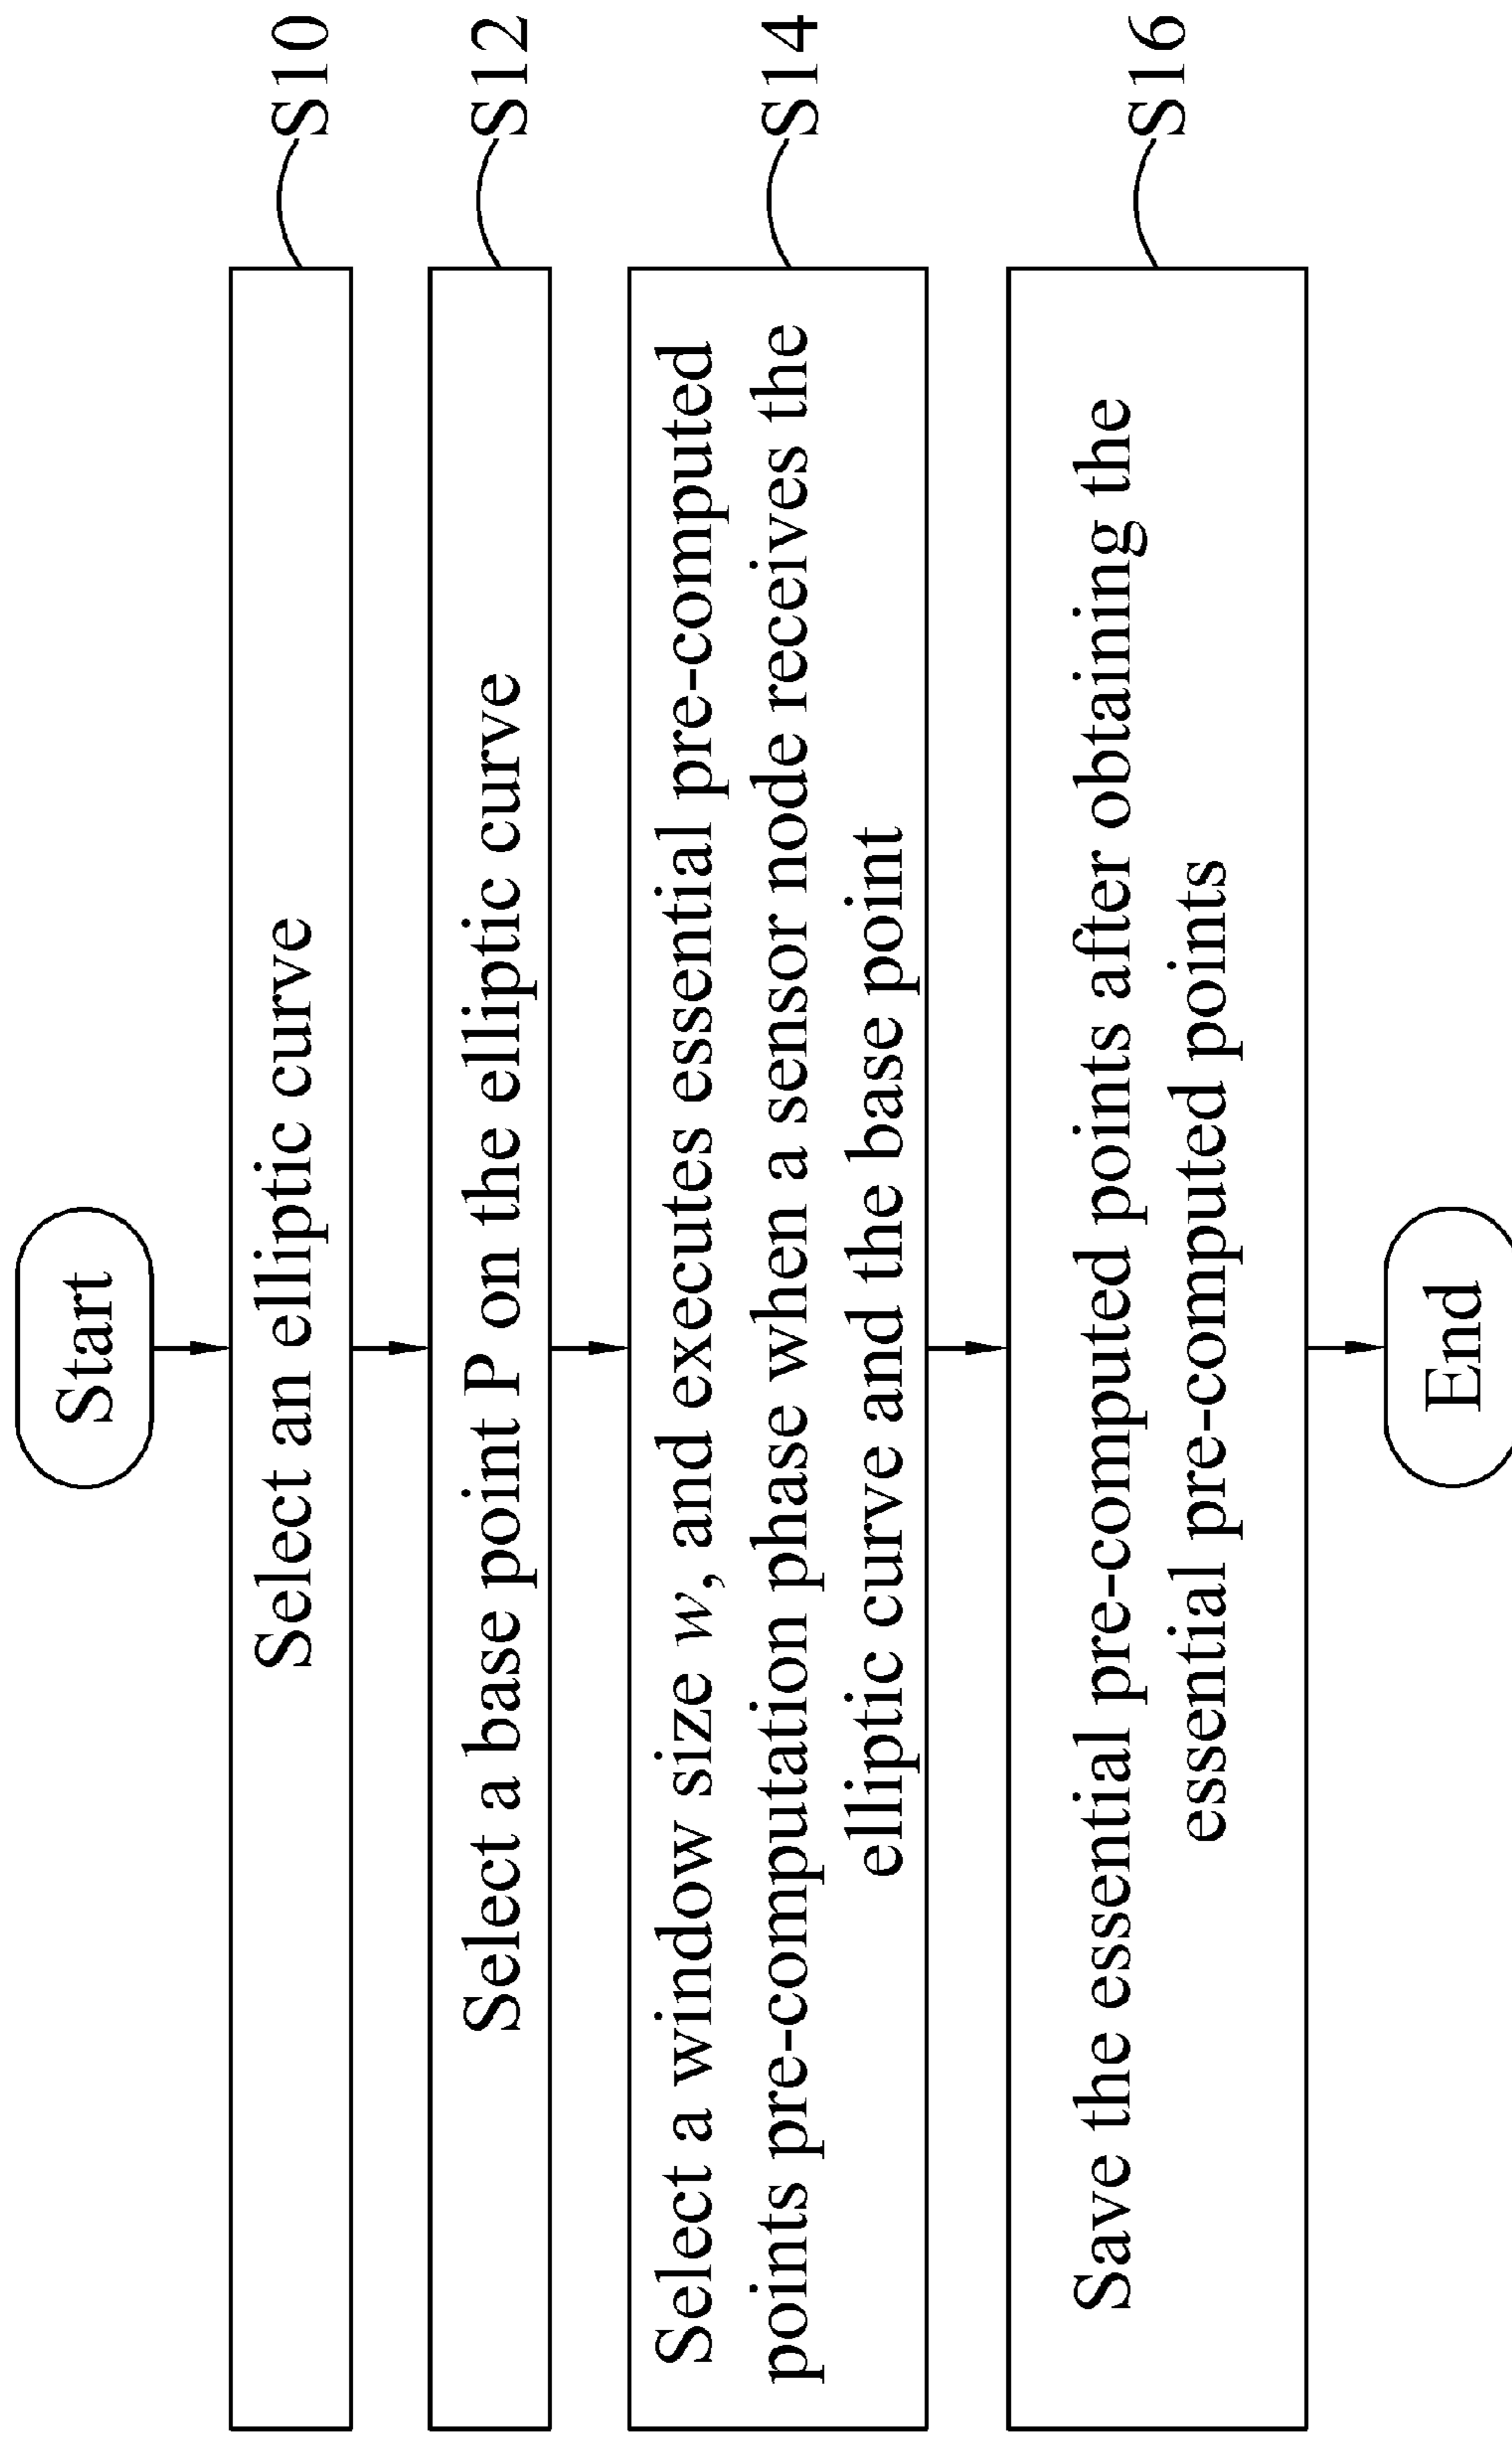 Start
Select an elliptic curve
S10
Select a base point P on the elliptic curve
S12
Select a window size w, and executes essential pre-computed
points pre-computation phase when a sensor node receives the
elliptic curve and the base point
S14
Save the essential pre-computed points after obtaining the
essential pre-computed points
S16
End